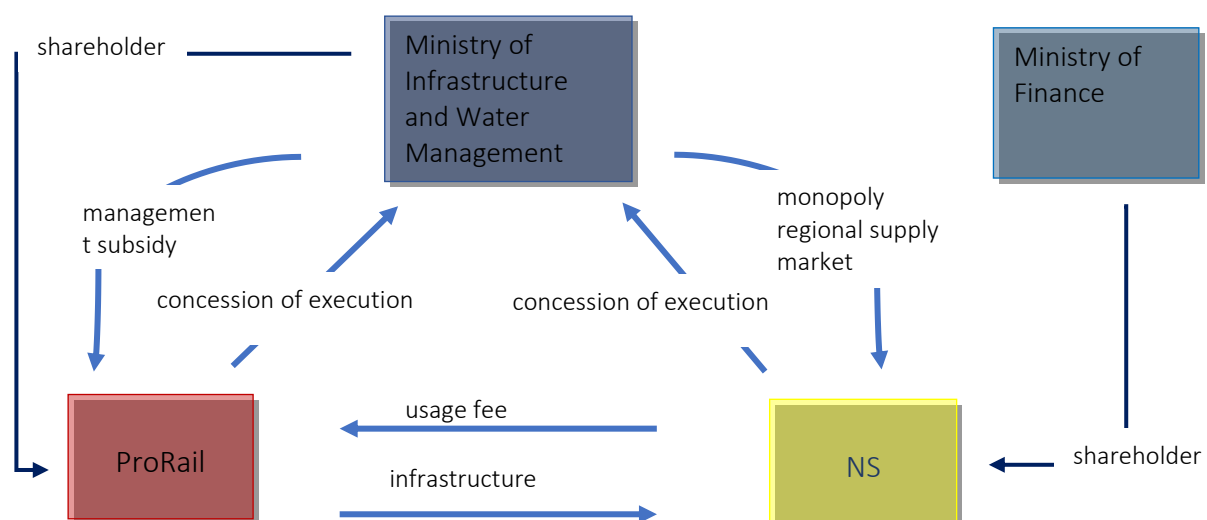 shareholder
Ministry of
Infrastructure
and Water
Management
Ministry of
Finance
managemen
t subsidy
monopoly
regional supply
market
concession of execution
concession of execution
usage fee
ProRail
infrastructure
NS
shareholder